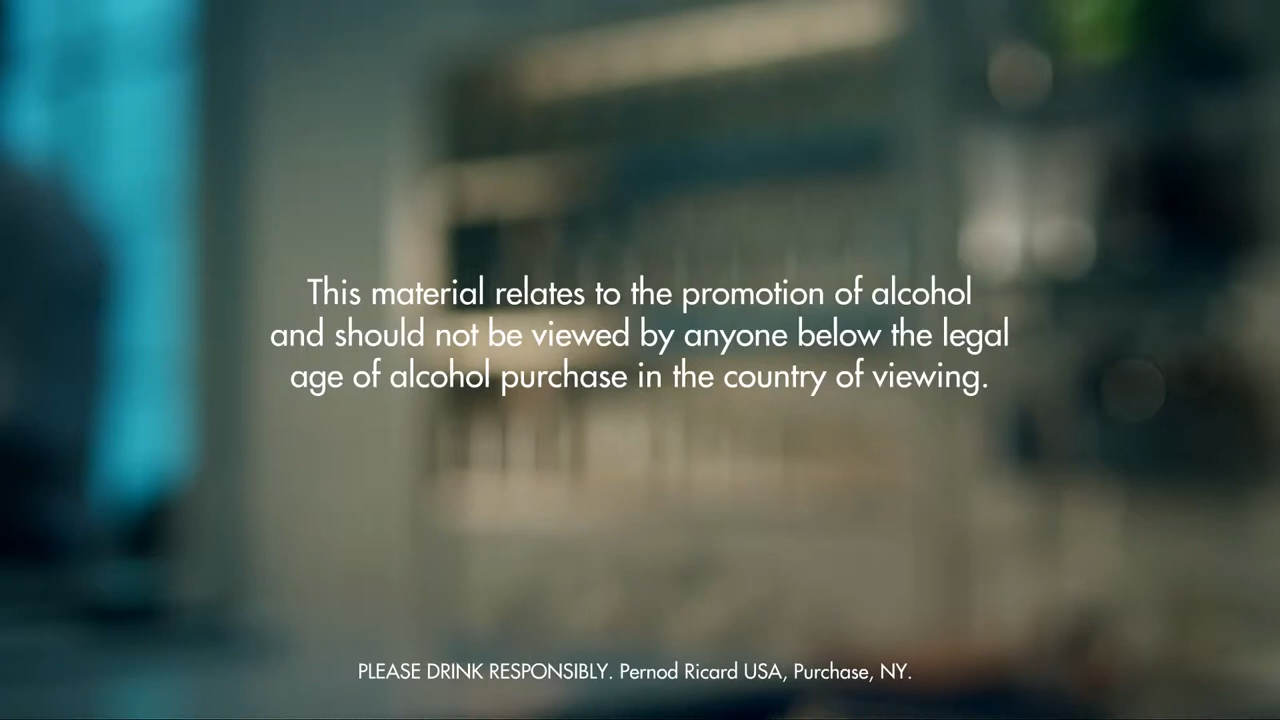 This material relates to the promotion of alcohol
and should not be viewed by anyone below the legal
age of alcohol purchase in the country of viewing.
PLEASE DRINK RESPONSIBLY. Pernod Ricard USA, Purchase, NY.